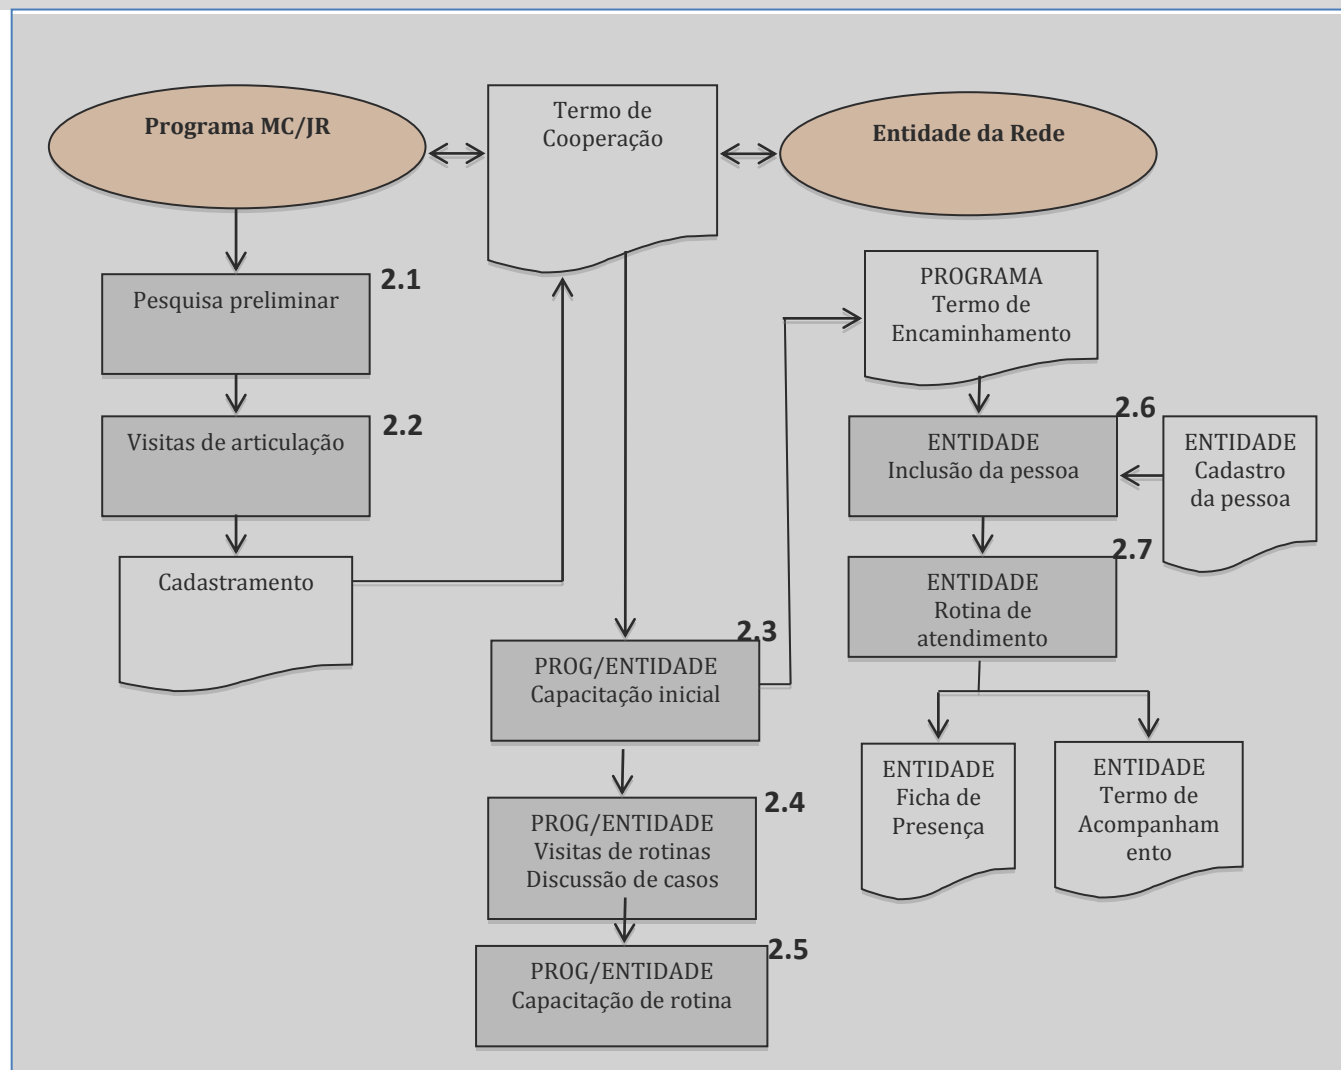 Programa MC/JR
Termo de
Cooperação
Entidade da Rede
2.1
Pesquisa preliminar
2.2
Visitas de articulação
Cadastramento
2.3
PROG/ENTIDADE
Capacitação inicial
2.4
PROG/ENTIDADE
Visitas de rotinas
Discussão de casos
2.5
PROG/ENTIDADE
Capacitação de rotina
PROGRAMA
Termo de
Encaminhamento
2.6
ENTIDADE
Inclusão da pessoa
ENTIDADE
Cadastro
da pessoa
2.7
ENTIDADE
Rotina de
atendimento
ENTIDADE
Ficha de
Presença
ENTIDADE
Termo de
Acompanham
ento